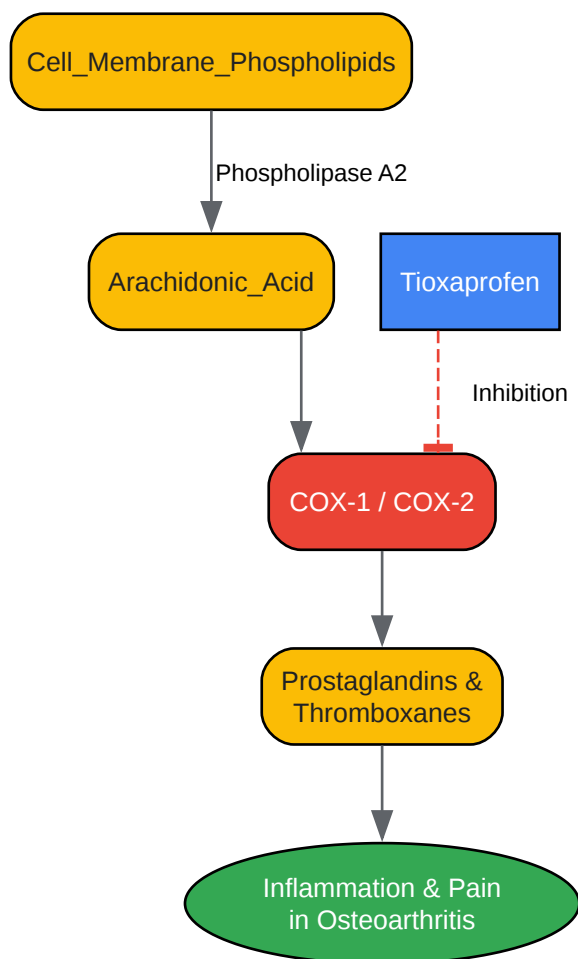 Cell_Membrane_Phospholipids
Phospholipase A2
Arachidonic_Acid
Tioxaprofen
Inhibition
COX-1 / COX-2
Prostaglandins &
Thromboxanes
Inflammation & Pain
in Osteoarthritis